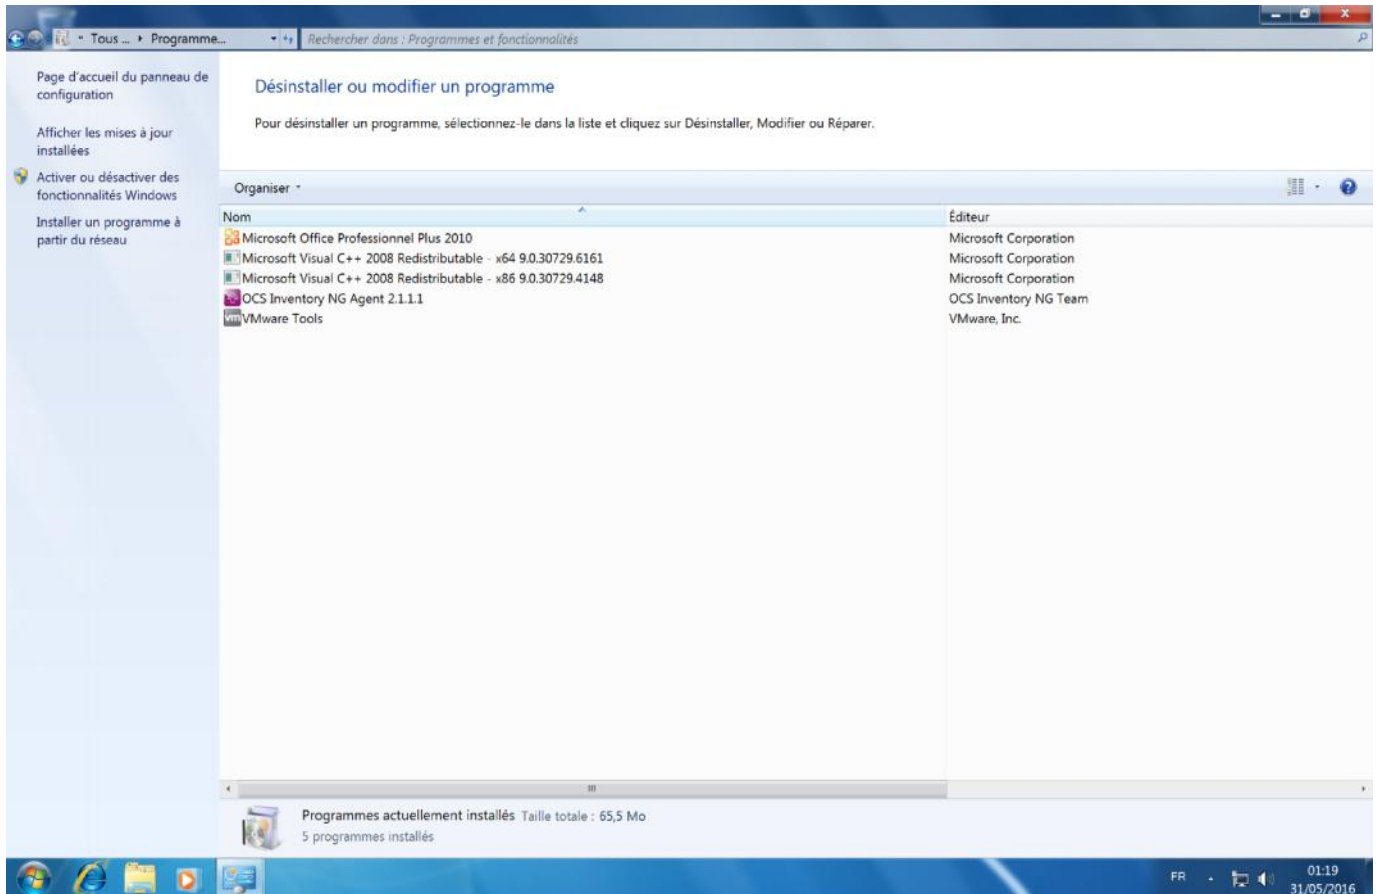 Tous ... Programme...
Rechercher dans : Programmes et fonctionnalités
Page d'accueil du panneau de
configuration
Afficher les mises à jour
installées
Activer ou désactiver des
fonctionnalités Windows
Installer un programme à
partir du réseau
Désinstaller ou modifier un programme
Pour désinstaller un programme, sélectionnez-le dans la liste et cliquez sur Désinstaller, Modifier ou Réparer.
Organiser
Nom Éditeur
Microsoft Office Professionnel Plus 2010 Microsoft Corporation
Microsoft Visual C++ 2008 Redistributable - x64 9.0.30729.6161 Microsoft Corporation
Microsoft Visual C++ 2008 Redistributable - x86 9.0.30729.4148 Microsoft Corporation
OCS Inventory NG Agent 2.1.1.1 OCS Inventory NG Team
VMware Tools VMware, Inc.
Programmes actuellement installés Taille totale : 65,5 Mo
5 programmes installés
FR
01:19
31/05/2016